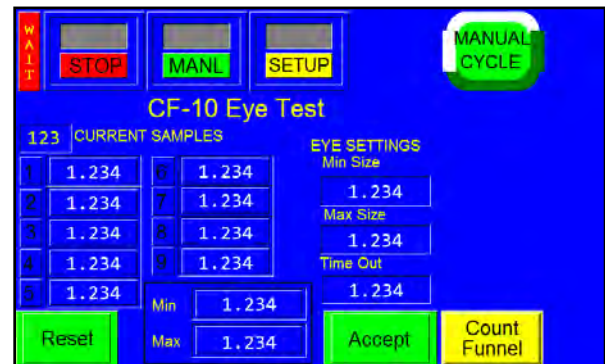 WATT
STOP MANL SETUP
MANUAL
CYCLE
CF-10 Eye Test
123 CURRENT SAMPLES
EYE SETTINGS
1 1.234 6 1.234
2 1.234 7 1.234
3 1.234 8 1.234
4 1.234 9 1.234
5 1.234
Min Size
1.234
Max Size
1.234
Time Out
1.234
Min 1.234
Max 1.234
Reset
Accept
Count
Funnel